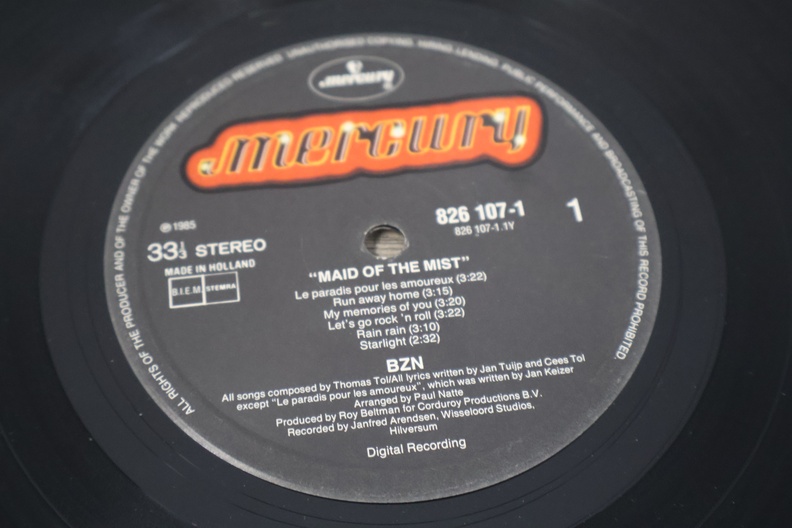 ALL RIGHTS OF THE PRODUCER AND OF THE OWNER OF THE WORK REPRODUCED RESERVED UNAUTHORISED COPYING, HIRING, LENDING, PUBLIC PERFORMANCE AND BROADCASTING OF THIS RECORD PROHIBITED.
mercury
mercury
℗ 1985
33⅓ STEREO
MADE IN HOLLAND
B.I.E.M. STEMRA
826 107-1
826 107-1.1Y
1
"MAID OF THE MIST"
Le paradis pour les amoureux (3:22)
Run away home (3:15)
My memories of you (3:20)
Let's go rock 'n roll (3:22)
Rain rain (3:10)
Starlight (2:32)
BZN
All songs composed by Thomas Tol/All lyrics written by Jan Tuijp and Cees Tol
except "Le paradis pour les amoureux", which was written by Jan Keizer
Arranged by Paul Natte
Produced by Roy Beltman for Corduroy Productions B.V.
Recorded by Janfred Arendsen, Wisseloord Studios,
Hilversum
Digital Recording